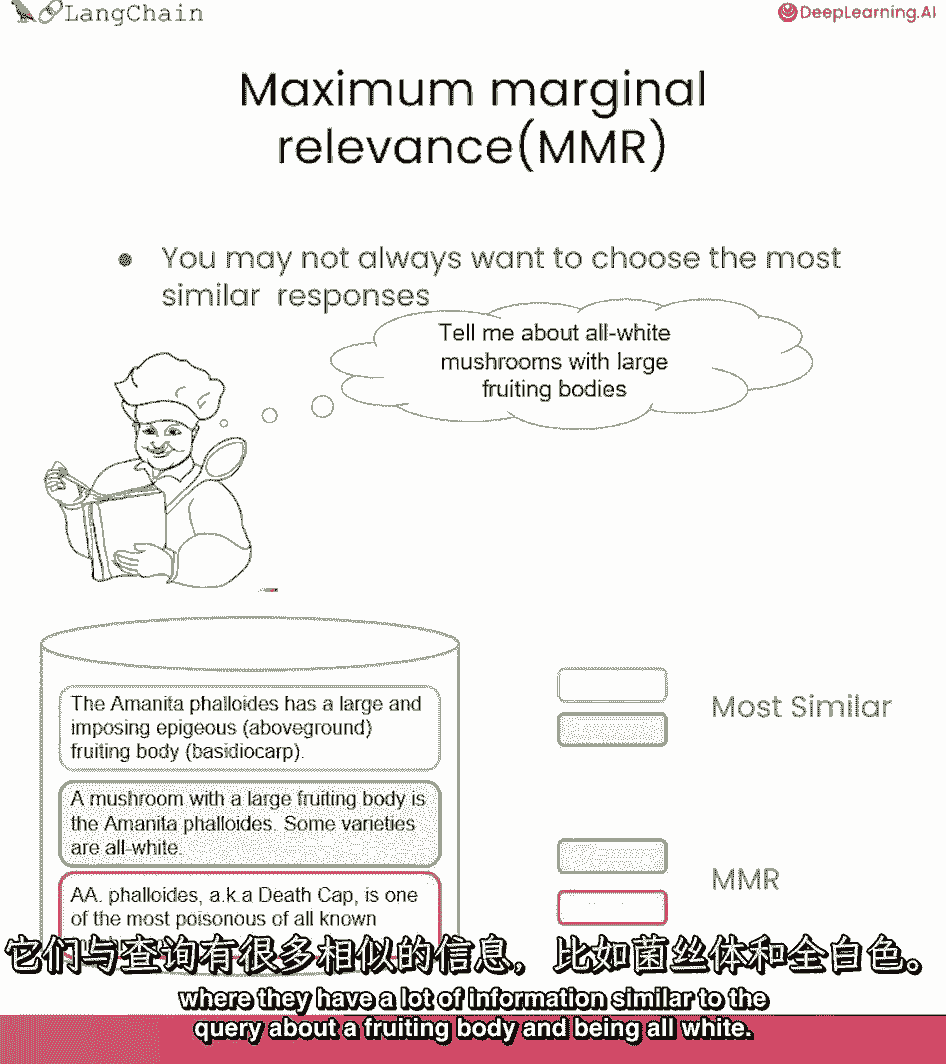 LangChain
DeepLearning.AI
Maximum marginal
relevance(MMR)
● You may not always want to choose the most
similar responses
Tell me about all-white
mushrooms with large
fruiting bodies
The Amanita phalloides has a large and
imposing epigeous (aboveground)
fruiting body (basidiocarp).
A mushroom with a large fruiting body is
the Amanita phalloides. Some varieties
are all-white.
AA. phalloides, a.k.a Death Cap, is one
of the most poisonous of all known
Most Similar
MMR
它们与查询有很多相似的信息，比如菌丝体和全白色。
where they have a lot of information similar to the
query about a fruiting body and being all white.